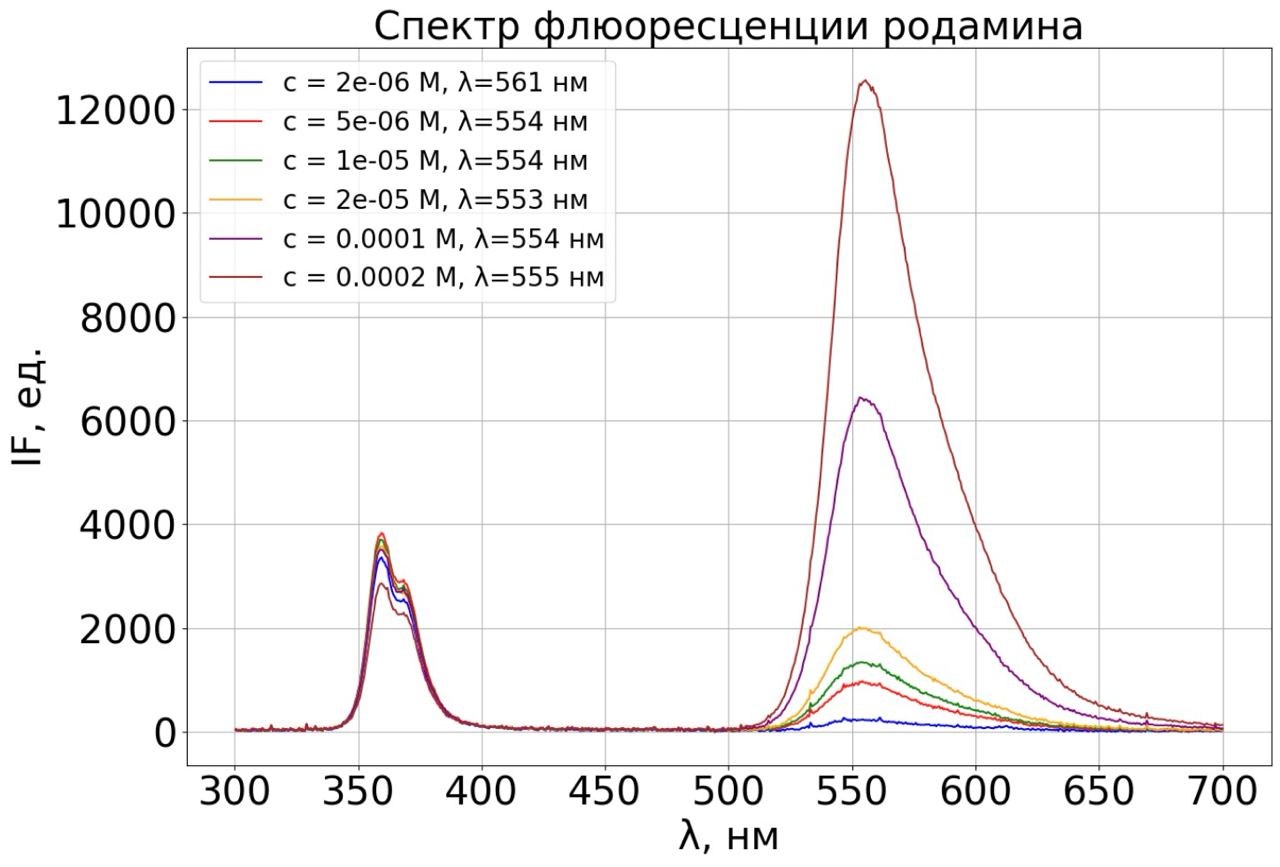 Спектр флюоресценции родамина
c = 2e-06 M, λ=561 нм
c = 5e-06 M, λ=554 нм
c = 1e-05 M, λ=554 нм
c = 2e-05 M, λ=553 нм
c = 0.0001 M, λ=554 нм
c = 0.0002 M, λ=555 нм
12000
10000
8000
6000
4000
2000
0
IF, ед.
300 350 400 450 500 550 600 650 700
λ, нм